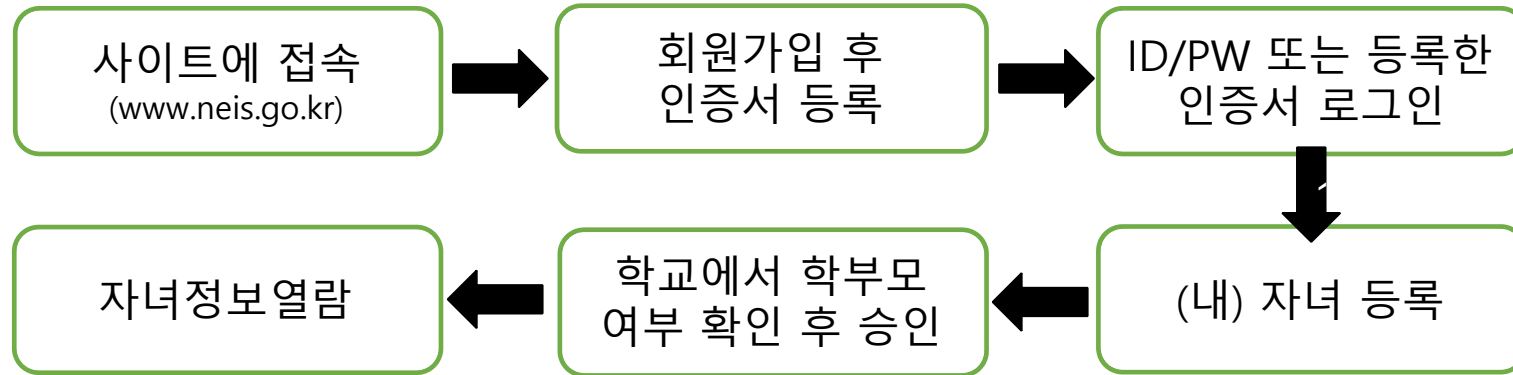 사이트에 접속
(www.neis.go.kr)
회원가입 후
인증서 등록
ID/PW 또는 등록한
인증서 로그인
(내) 자녀 등록
학교에서 학부모
여부 확인 후 승인
자녀정보열람